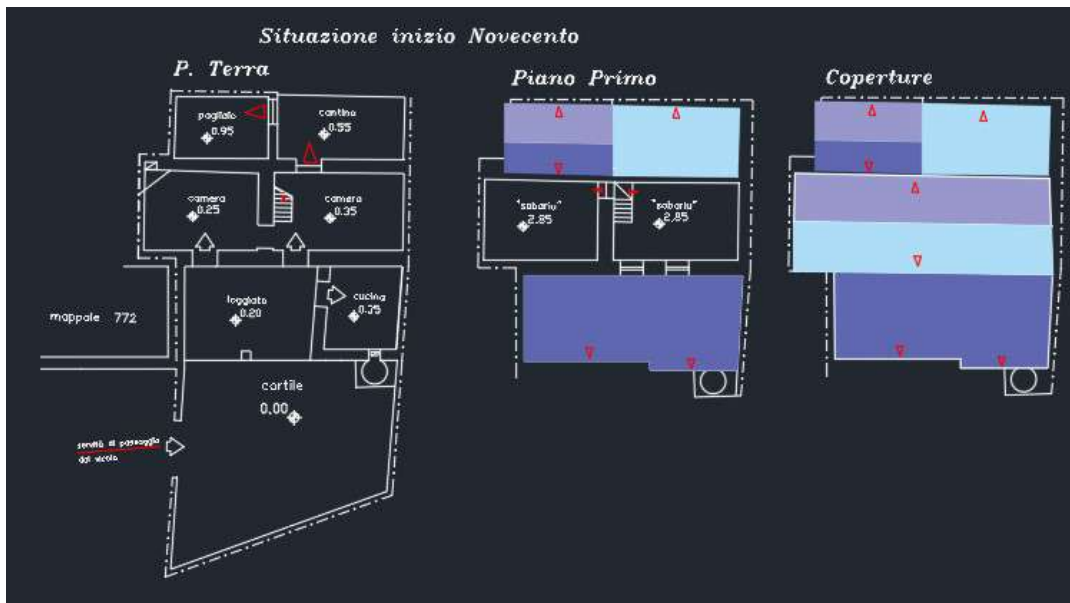 Situazione inizio Novecento
P. Terra
Piano Primo
Coperture
pagliaio
0.95
cantina
0.55
camera
0.25
camera
0.35
"sobariu"
2.85
"sobariu"
2.85
loggiato
0.20
cucina
0.35
mappale 772
cortile
0.00
servitù di passaggio
dal vicolo